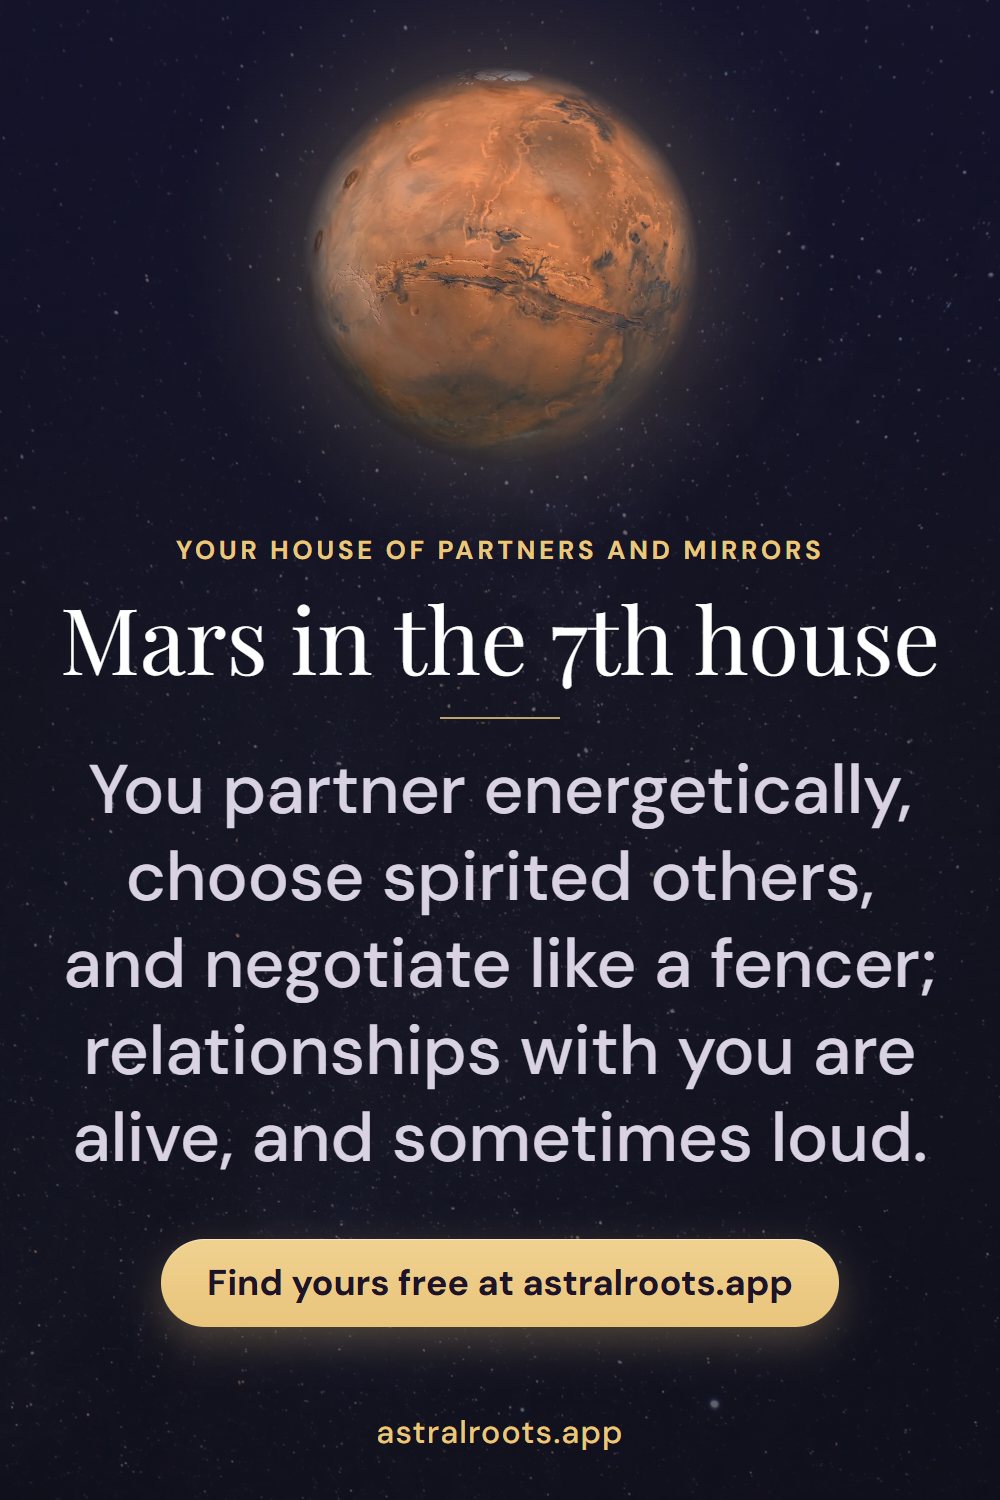 YOUR HOUSE OF PARTNERS AND MIRRORS
Mars in the 7th house
You partner energetically,
choose spirited others,
and negotiate like a fencer;
relationships with you are
alive, and sometimes loud.
Find yours free at astralroots.app
astralroots.app